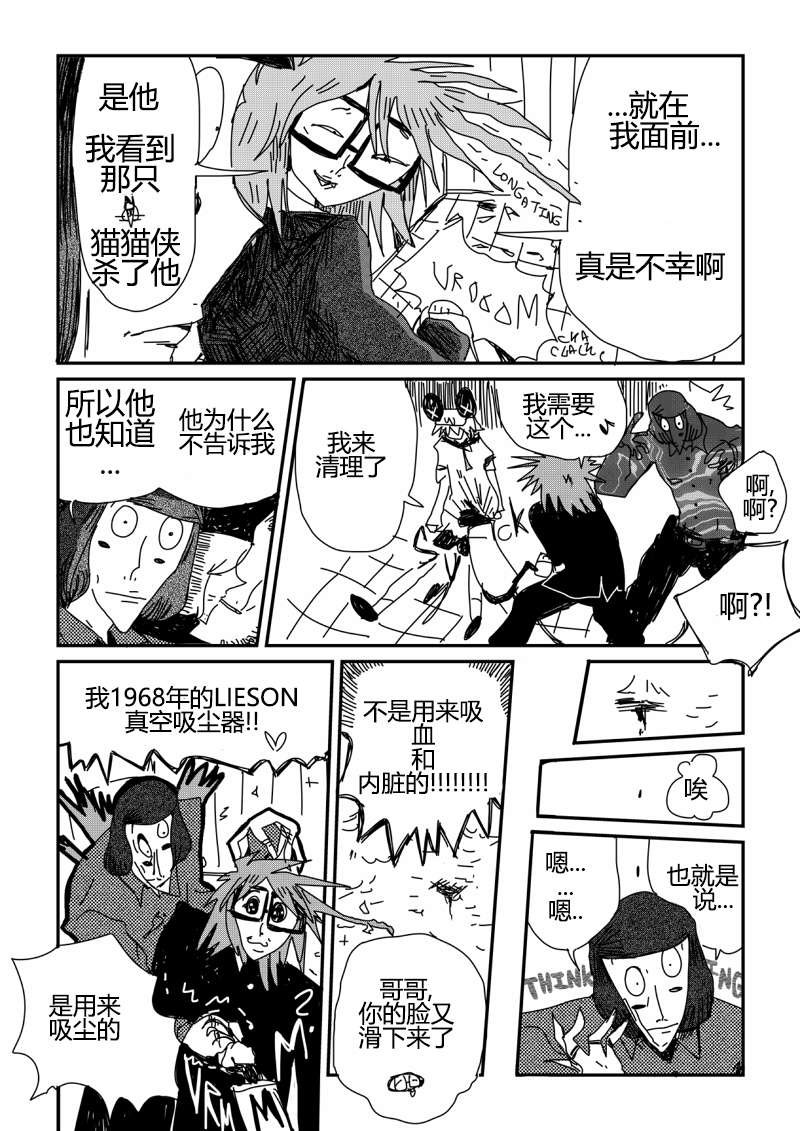 是他
我看到
那只
猫猫侠
杀了他
...就在
我面前...
真是不幸啊
LONGATING
VROOOM
CHA
CLACK
所以他
也知道
...
他为什么
不告诉我
我来
清理了
我需要
这个...
CK
啊,
啊?
啊?!
我1968年的LIESON
真空吸尘器!!
是用来
吸尘的
VRM M
M.
不是用来吸
血
和
内脏的!!!!!!!!
哥哥,
你的脸又
滑下来了
唉
嗯...
...
嗯..
也就是
说...
THINK
NG